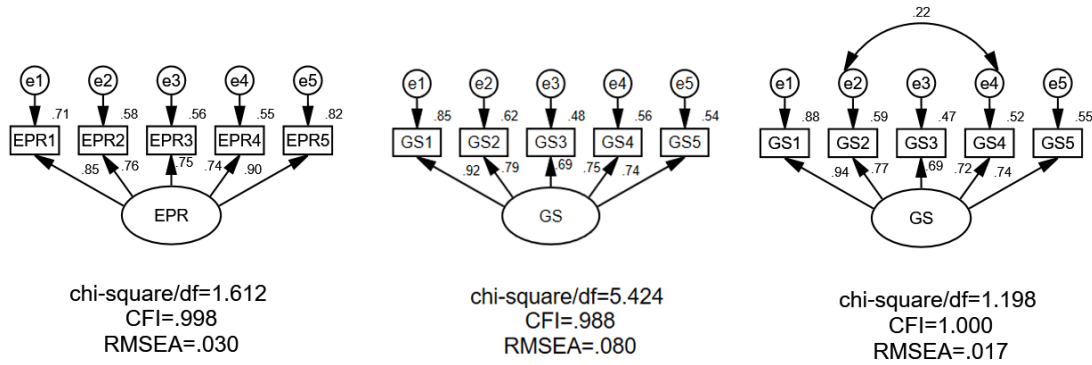 .22
e1 e2 e3 e4 e5
.71 .58 .56 .55 .82
EPR1 EPR2 EPR3 EPR4 EPR5
.85 .76 .75 .74 .90
EPR
chi-square/df=1.612
CFI=.998
RMSEA=.030
e1 e2 e3 e4 e5
.85 .62 .48 .56 .54
GS1 GS2 GS3 GS4 GS5
.92 .79 .69 .75 .74
GS
chi-square/df=5.424
CFI=.988
RMSEA=.080
e1 e2 e3 e4 e5
.88 .59 .47 .52 .55
GS1 GS2 GS3 GS4 GS5
.94 .77 .69 .72 .74
GS
chi-square/df=1.198
CFI=1.000
RMSEA=.017